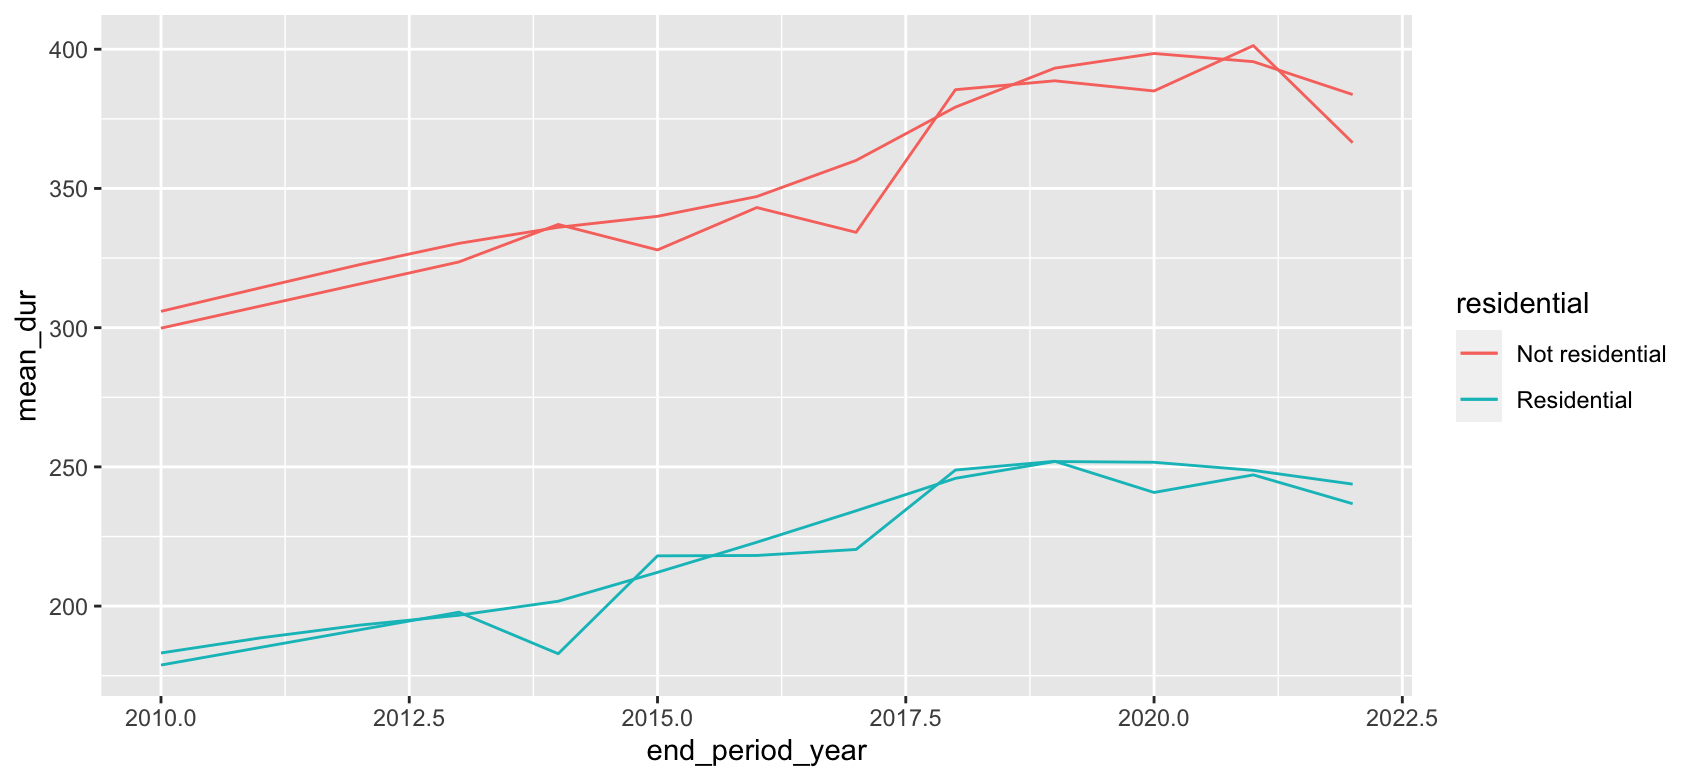 400
350
300
250
200
mean_dur
2010.0 2012.5 2015.0 2017.5 2020.0 2022.5
end_period_year
residential
Not residential
Residential